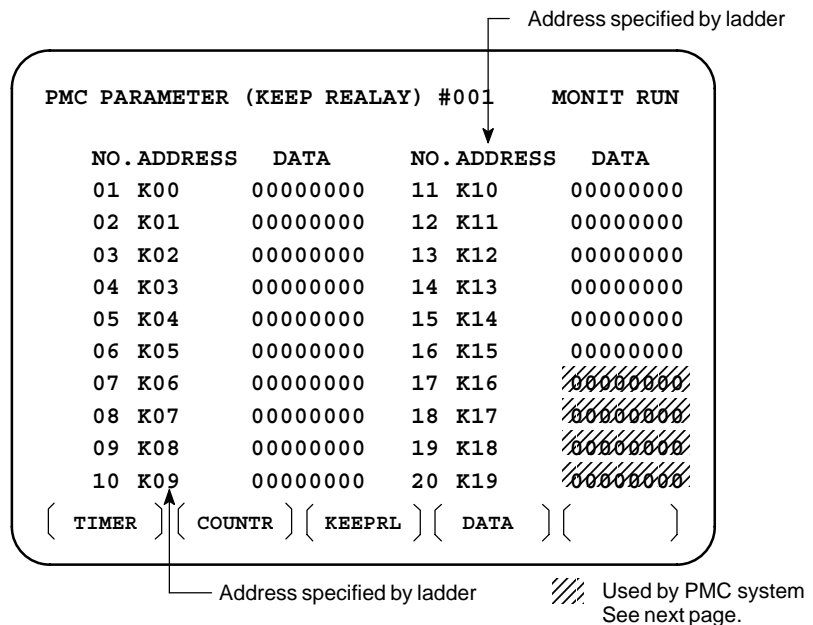 Address specified by ladder
PMC PARAMETER (KEEP REALAY) #001 MONIT RUN
NO. ADDRESS DATA NO. ADDRESS DATA
01 K00 00000000 11 K10 00000000
02 K01 00000000 12 K11 00000000
03 K02 00000000 13 K12 00000000
04 K03 00000000 14 K13 00000000
05 K04 00000000 15 K14 00000000
06 K05 00000000 16 K15 00000000
07 K06 00000000 17 K16 00000000
08 K07 00000000 18 K17 00000000
09 K08 00000000 19 K18 00000000
10 K09 00000000 20 K19 00000000
[ TIMER ] [ COUNTR ] [ KEEPRL ] [ DATA ] [ ]
Address specified by ladder
Used by PMC system
See next page.